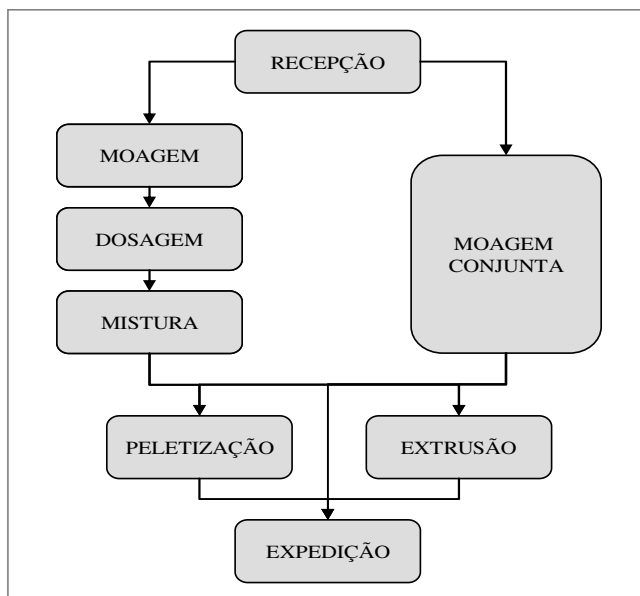 RECEPÇÃO
MOAGEM
DOSAGEM
MISTURA
MOAGEM
CONJUNTA
PELETIZAÇÃO
EXTRUSÃO
EXPEDIÇÃO